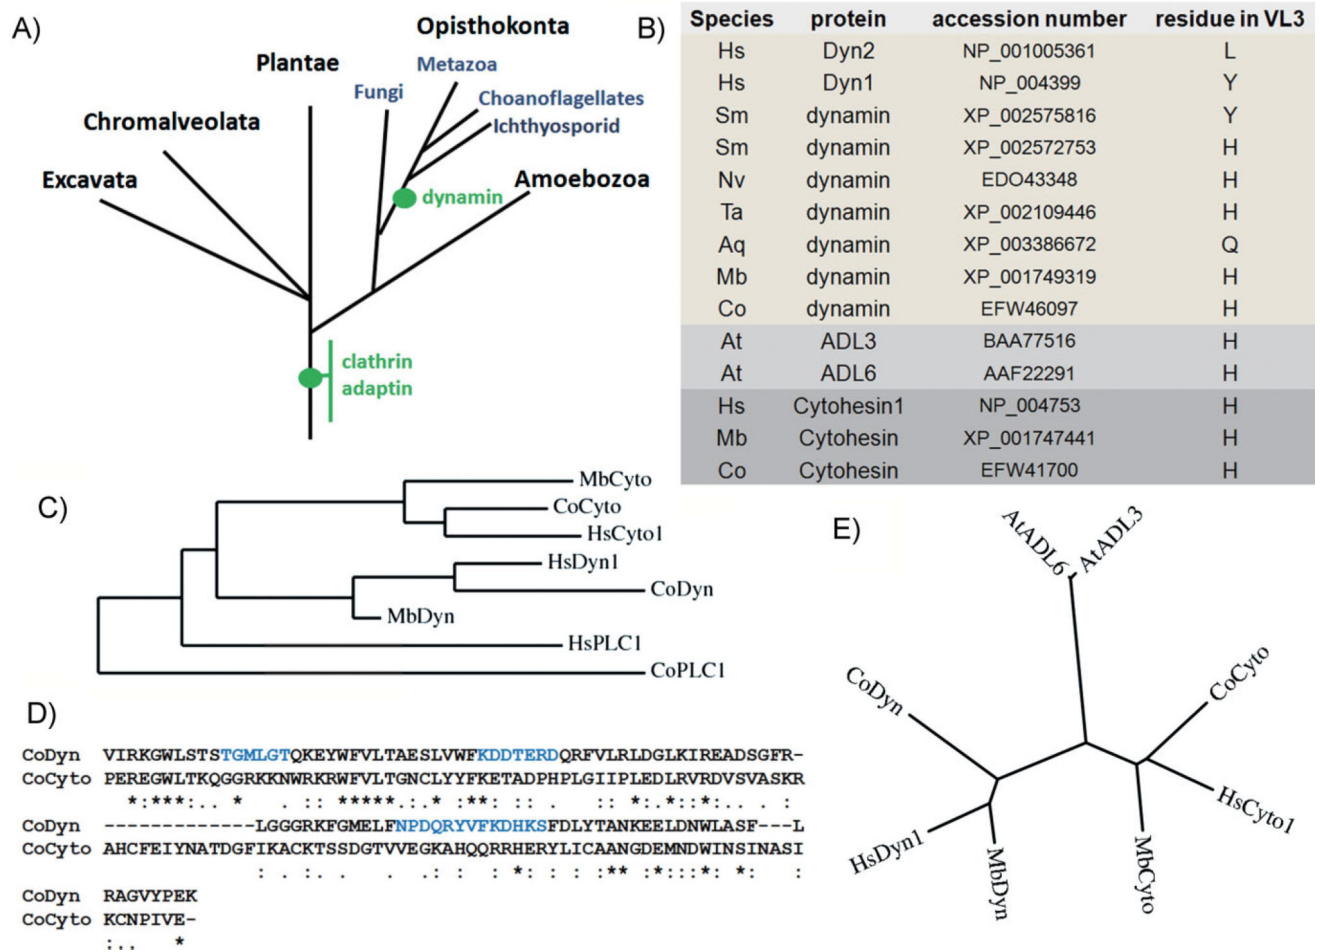 A)
Opisthokonta
Metazoa
Plantae
Fungi
Choanoflagellates
Ichthyosporid
Chromalveolata
Excavata
Amoebozoa
dynamin
clathrin
adaptin
B)
Species protein accession number residue in VL3
Hs Dyn2 NP_001005361 L
Hs Dyn1 NP_004399 Y
Sm dynamin XP_002575816 Y
Sm dynamin XP_002572753 H
Nv dynamin EDO43348 H
Ta dynamin XP_002109446 H
Aq dynamin XP_003386672 Q
Mb dynamin XP_001749319 H
Co dynamin EFW46097 H
At ADL3 BAA77516 H
At ADL6 AAF22291 H
Hs Cytohesin1 NP_004753 H
Mb Cytohesin XP_001747441 H
Co Cytohesin EFW41700 H
C)
MbCyto
CoCyto
HsCyto1
HsDyn1
CoDyn
MbDyn
HsPLC1
CoPLC1
D)
CoDyn VIRKGWLSTSTGMLGTQKEYWFVLTAESLVWFKDDTERDQRFVLRLDGLKIREADSGFR-
CoCyto PEREGWLTKQGGRKKNWRKRWFVLTGNCLYYFKETADPHPLGIIPLEDLRVRDVSVASKR
*:***:.. * . :: *****.:.* :** :: : . :: *:.*::*:. . :
CoDyn -------------LGGGRKFGMELFNPDQRYVFKDHKSFDLYTANKEELDNWLASF---L
CoCyto AHCFEIYNATDGFIKACKTSSDGTVVEGKAHQQRRHERYLICAANGDEMDNWINSINASI
: . : . . . : : *: : : :** :*:***: *: :
CoDyn RAGVYPEK
CoCyto KCNPIVE-
:.. *
E)
AtADL6
AtADL3
CoDyn
CoCyto
HsDyn1
MbDyn
MbCyto
HsCyto1